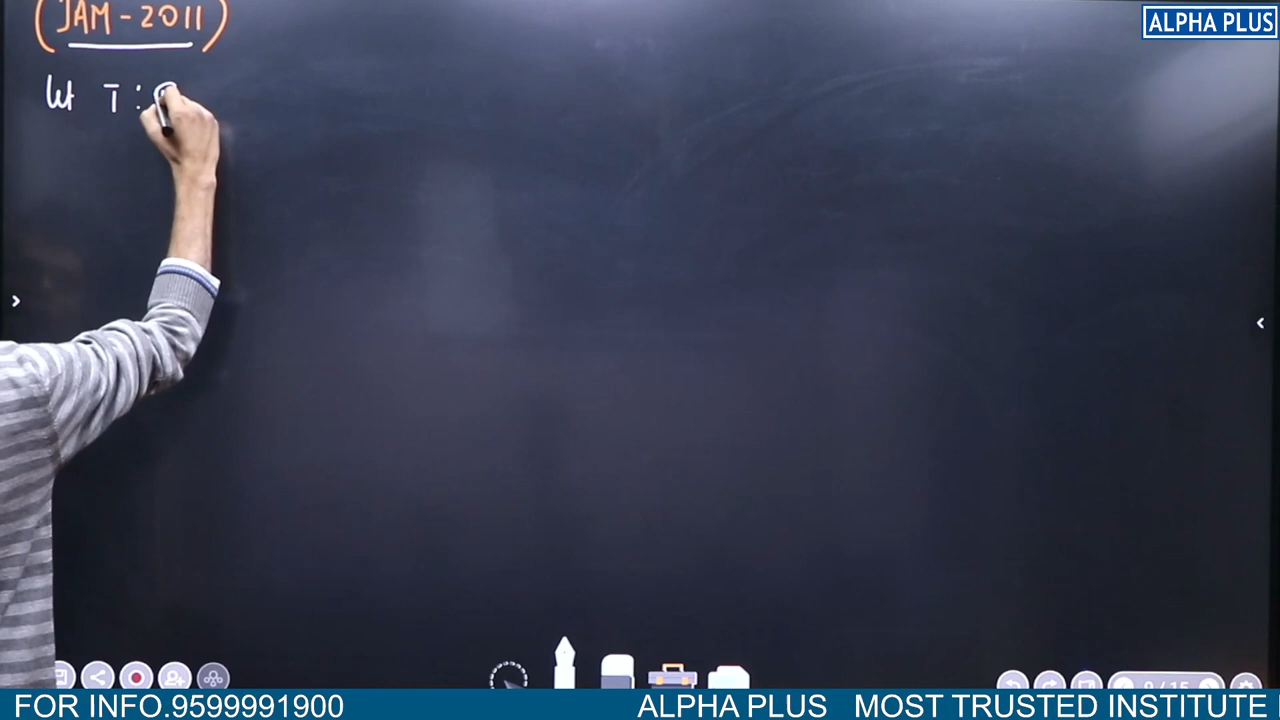 (JAM-2011)
ALPHA PLUS
Let T :
FOR INFO.9599991900
ALPHA PLUS MOST TRUSTED INSTITUTE